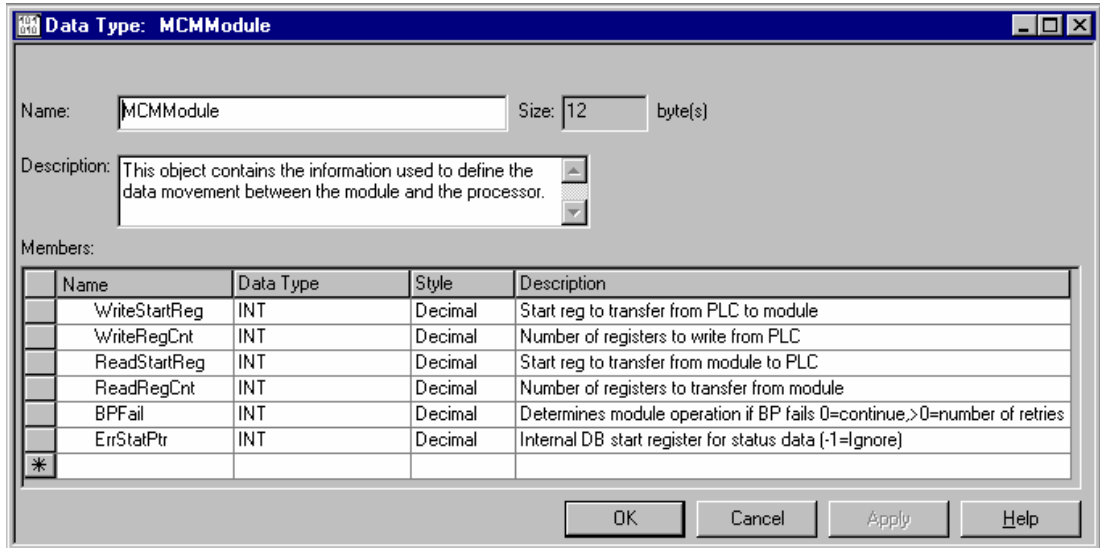 Data Type: MCMModule
Name: MCMModule Size: 12 byte(s)
Description: This object contains the information used to define the
data movement between the module and the processor.
Members:
Name Data Type Style Description
WriteStartReg INT Decimal Start reg to transfer from PLC to module
WriteRegCnt INT Decimal Number of registers to write from PLC
ReadStartReg INT Decimal Start reg to transfer from module to PLC
ReadRegCnt INT Decimal Number of registers to transfer from module
BPFail INT Decimal Determines module operation if BP fails 0=continue,>0=number of retries
ErrStatPtr INT Decimal Internal DB start register for status data (-1=Ignore)
OK Cancel Apply Help